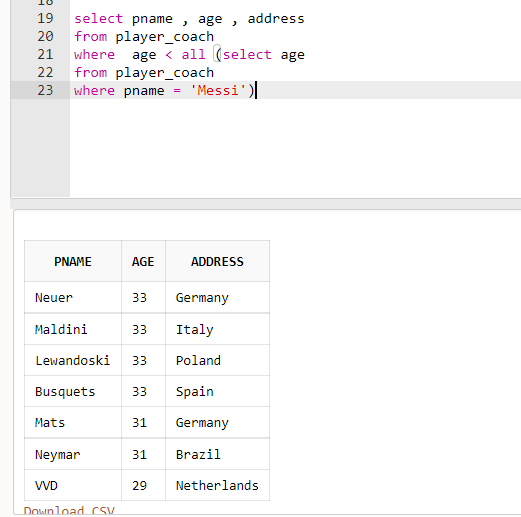 18
19 select pname , age , address
20 from player_coach
21 where  age < all (select age
22 from player_coach
23 where pname = 'Messi')
PNAME AGE ADDRESS
Neuer 33 Germany
Maldini 33 Italy
Lewandoski 33 Poland
Busquets 33 Spain
Mats 31 Germany
Neymar 31 Brazil
VVD 29 Netherlands
Download CSV